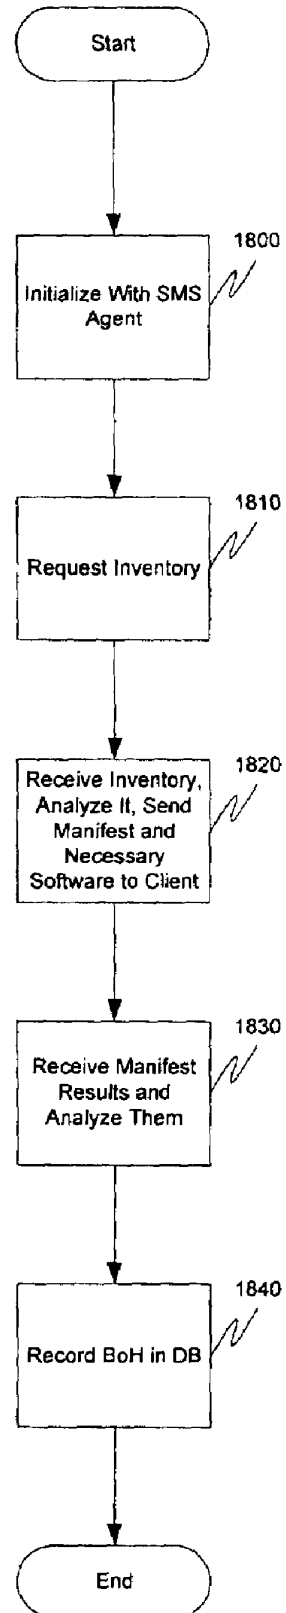 Start
1800
Initialize With SMS
Agent
1810
Request Inventory
1820
Receive Inventory,
Analyze It, Send
Manifest and
Necessary
Software to Client
1830
Receive Manifest
Results and
Analyze Them
1840
Record BoH in DB
End